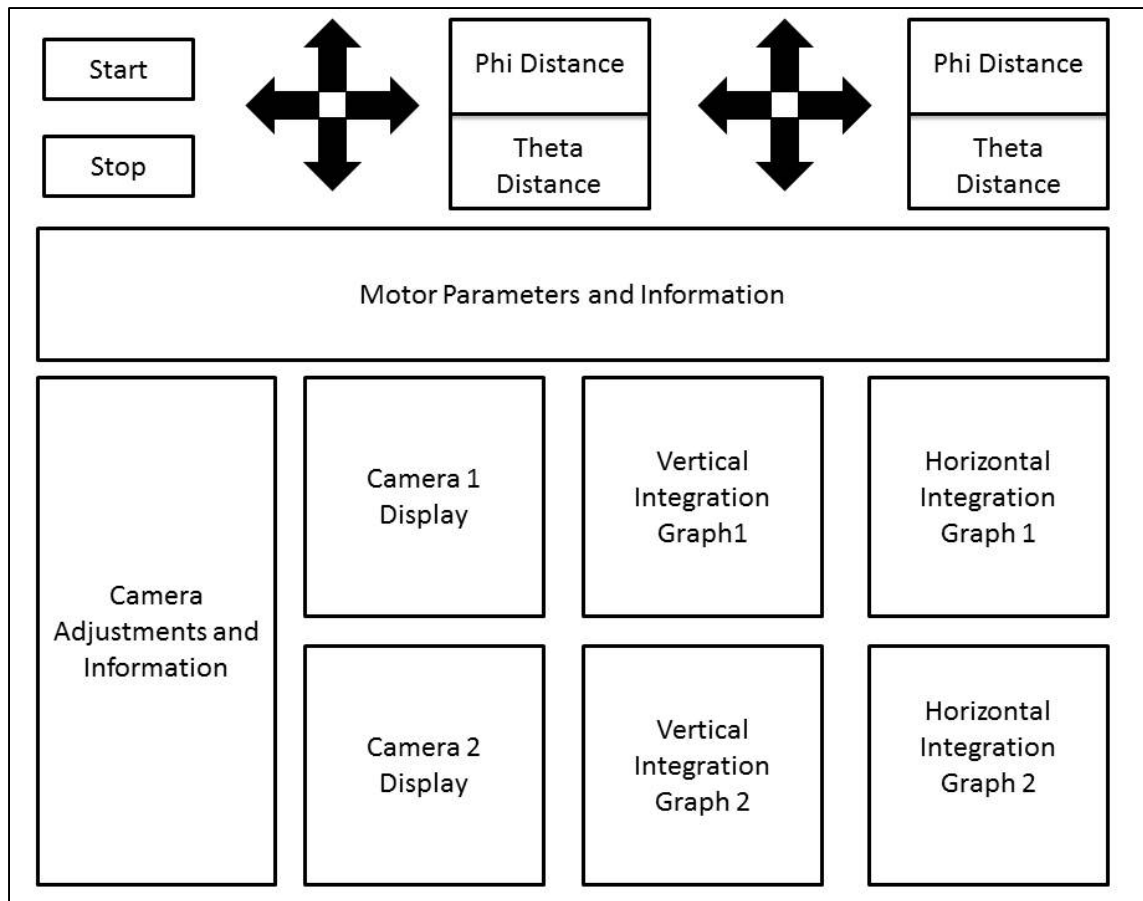 Start
Stop
Phi Distance
Theta
Distance
Phi Distance
Theta
Distance
Motor Parameters and Information
Camera
Adjustments and
Information
Camera 1
Display
Vertical
Integration
Graph1
Horizontal
Integration
Graph 1
Camera 2
Display
Vertical
Integration
Graph 2
Horizontal
Integration
Graph 2